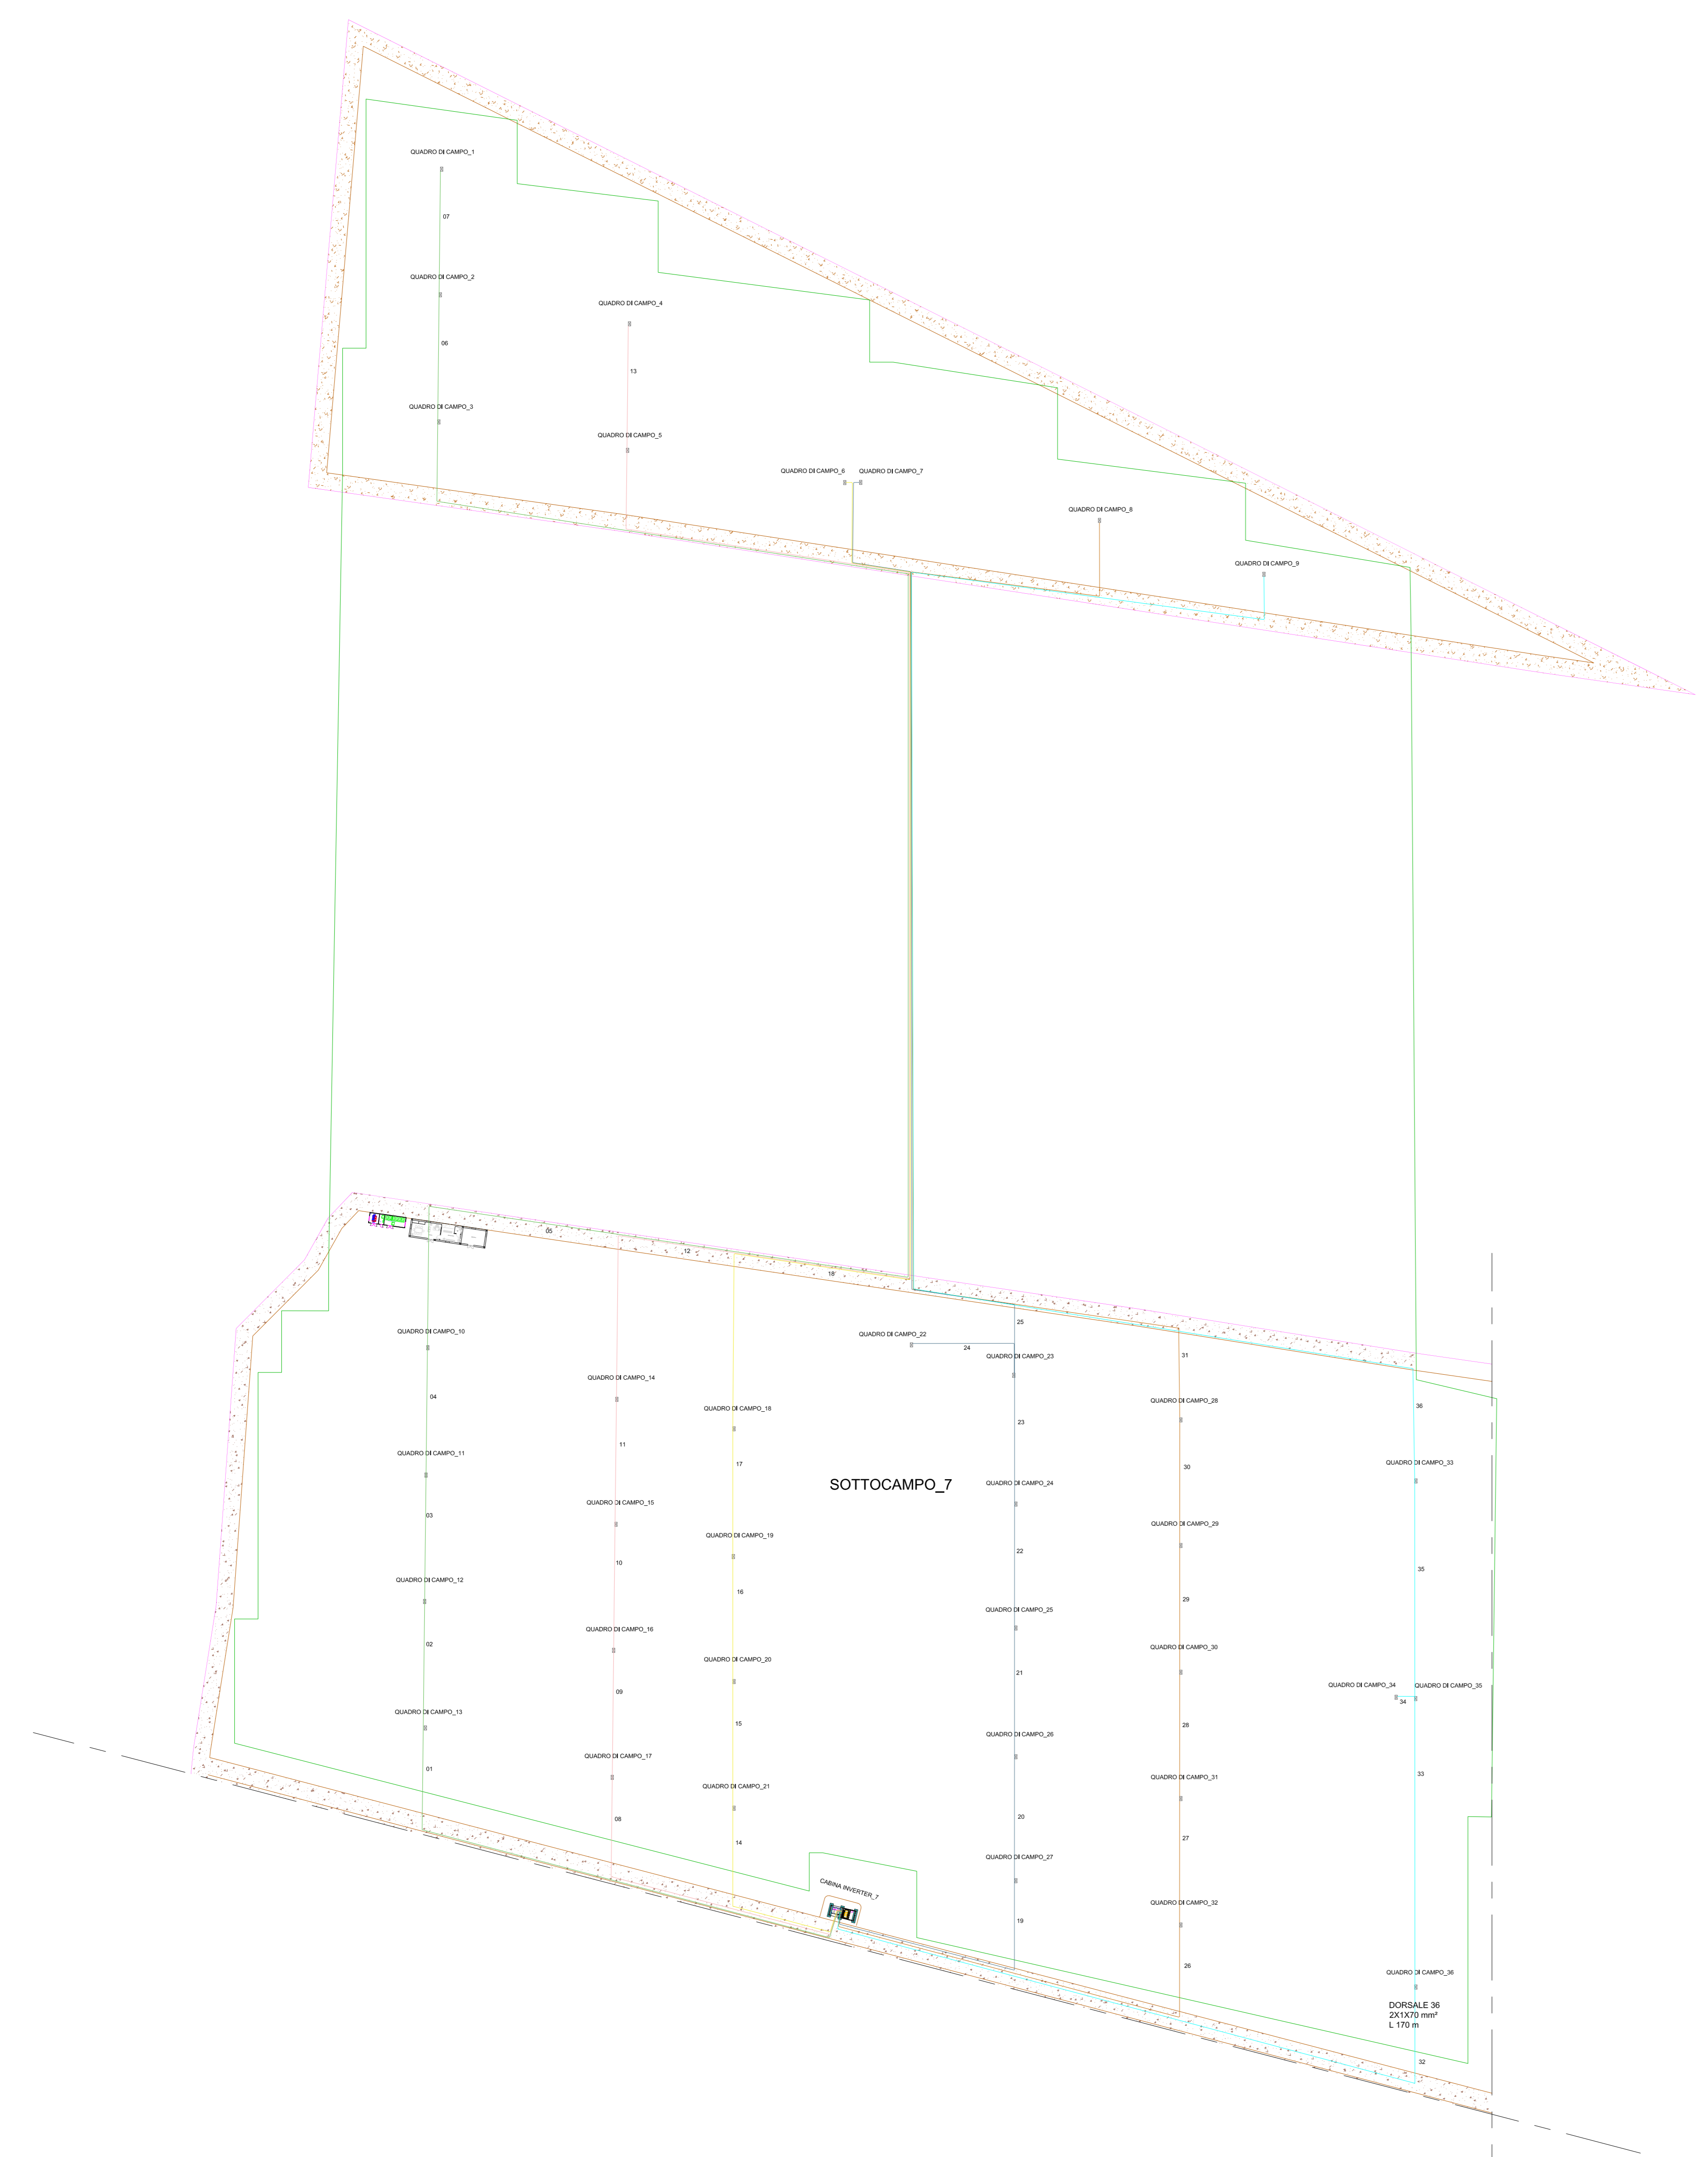 QUADRO DI CAMPO_1
07
QUADRO DI CAMPO_2
QUADRO DI CAMPO_4
06
13
QUADRO DI CAMPO_3
QUADRO DI CAMPO_5
QUADRO DI CAMPO_6
QUADRO DI CAMPO_7
QUADRO DI CAMPO_8
QUADRO DI CAMPO_9
05
12
18
25
QUADRO DI CAMPO_10
QUADRO DI CAMPO_22
24
QUADRO DI CAMPO_23
31
QUADRO DI CAMPO_14
04
QUADRO DI CAMPO_28
36
QUADRO DI CAMPO_18
23
11
QUADRO DI CAMPO_11
17
QUADRO DI CAMPO_33
30
SOTTOCAMPO_7
QUADRO DI CAMPO_24
QUADRO DI CAMPO_15
03
QUADRO DI CAMPO_29
QUADRO DI CAMPO_19
22
10
35
QUADRO DI CAMPO_12
16
29
QUADRO DI CAMPO_25
QUADRO DI CAMPO_16
02
QUADRO DI CAMPO_30
QUADRO DI CAMPO_20
21
QUADRO DI CAMPO_34
QUADRO DI CAMPO_35
09
34
QUADRO DI CAMPO_13
15
28
QUADRO DI CAMPO_26
QUADRO DI CAMPO_17
01
33
QUADRO DI CAMPO_31
QUADRO DI CAMPO_21
20
08
27
14
QUADRO DI CAMPO_27
CABINA INVERTER_7
QUADRO DI CAMPO_32
19
26
QUADRO DI CAMPO_36
DORSALE 36
2X1X70 mm²
L 170 m
32